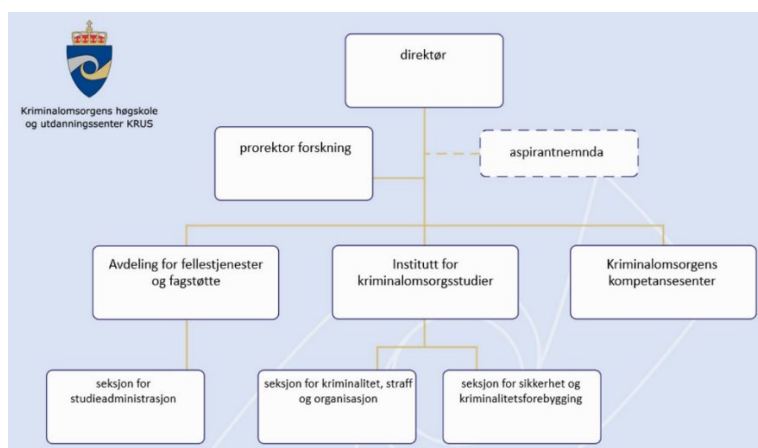 direktør
Kriminalomsorgens høgskole
og utdanningssenter KRUS
prorektor forskning
aspirantnemnda
Avdeling for fellestjenester
og fagstøtte
Institutt for
kriminalomsorgsstudier
Kriminalomsorgens
kompetansesenter
seksjon for
studieadministrasjon
seksjon for kriminalitet, straff
og organisasjon
seksjon for sikkerhet og
kriminalitetsforebygging